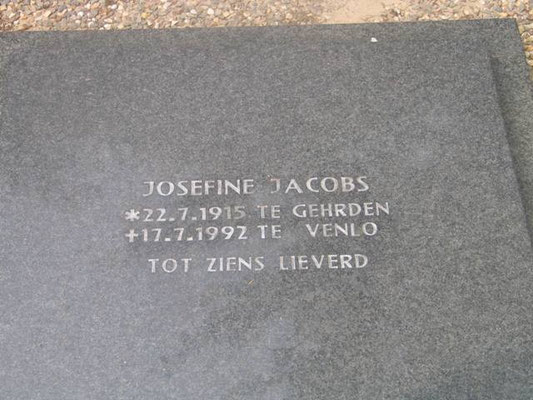 JOSEFINE JACOBS
*22.7.1915 TE GEHRDEN
+17.7.1992 TE VENLO
TOT ZIENS LIEVERD